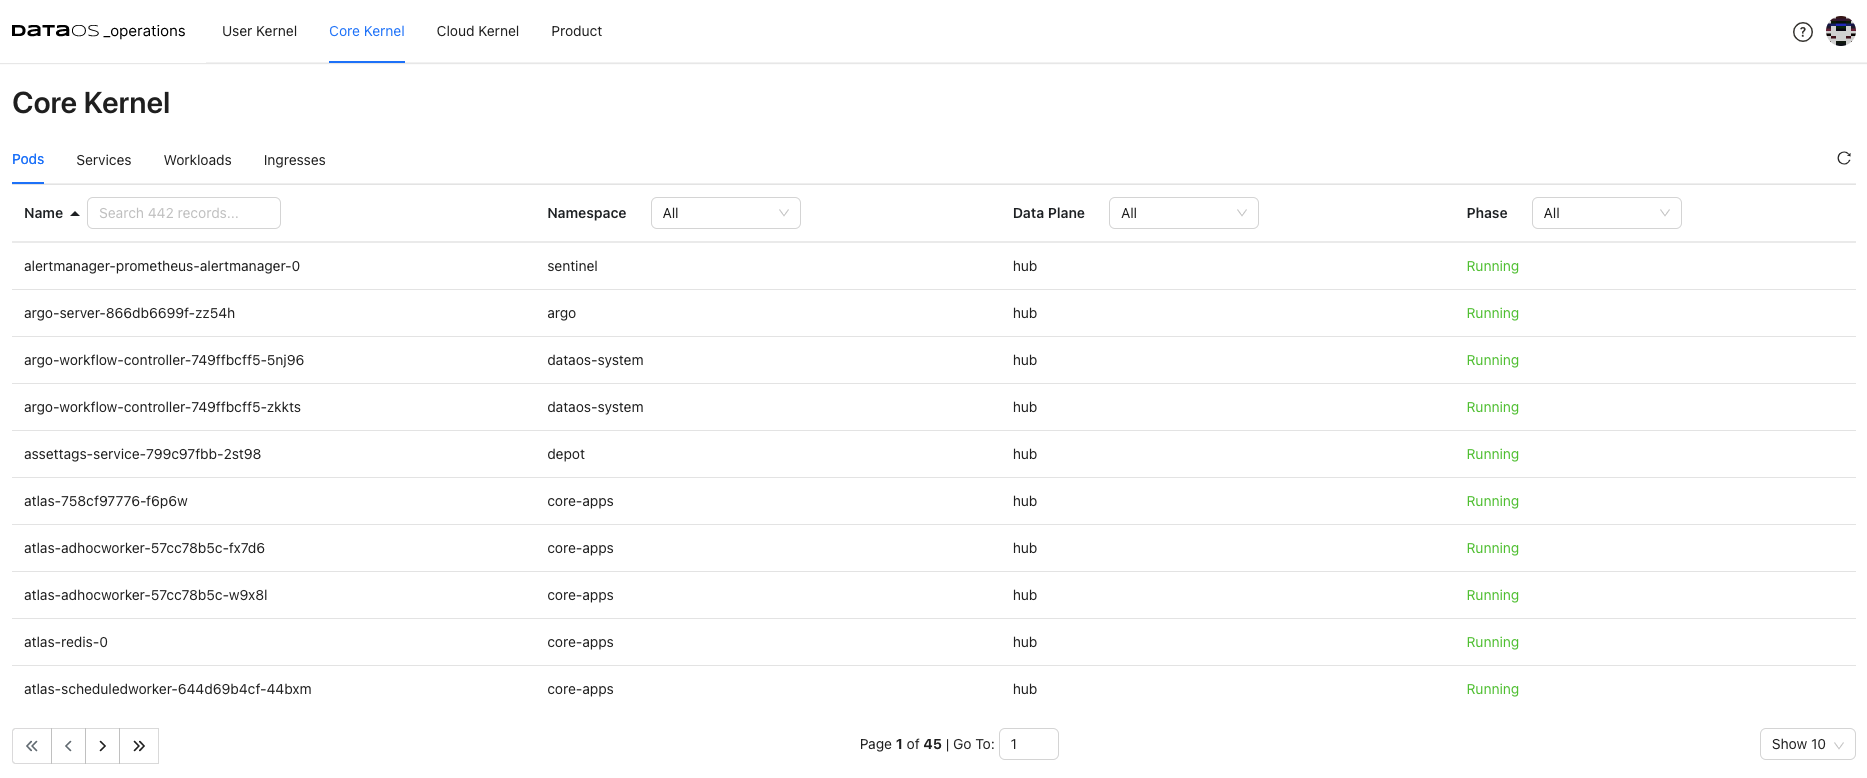 DATAOS _operations User Kernel Core Kernel Cloud Kernel Product ?
Core Kernel
Pods Services Workloads Ingresses
Name Search 442 records... Namespace All Data Plane All Phase All
alertmanager-prometheus-alertmanager-0 sentinel hub Running
argo-server-866db6699f-zz54h argo hub Running
argo-workflow-controller-749ffbcff5-5nj96 dataos-system hub Running
argo-workflow-controller-749ffbcff5-zkkts dataos-system hub Running
assettags-service-799c97fbb-2st98 depot hub Running
atlas-758cf97776-f6p6w core-apps hub Running
atlas-adhocworker-57cc78b5c-fx7d6 core-apps hub Running
atlas-adhocworker-57cc78b5c-w9x8l core-apps hub Running
atlas-redis-0 core-apps hub Running
atlas-scheduledworker-644d69b4cf-44bxm core-apps hub Running
Page 1 of 45 | Go To: 1 Show 10